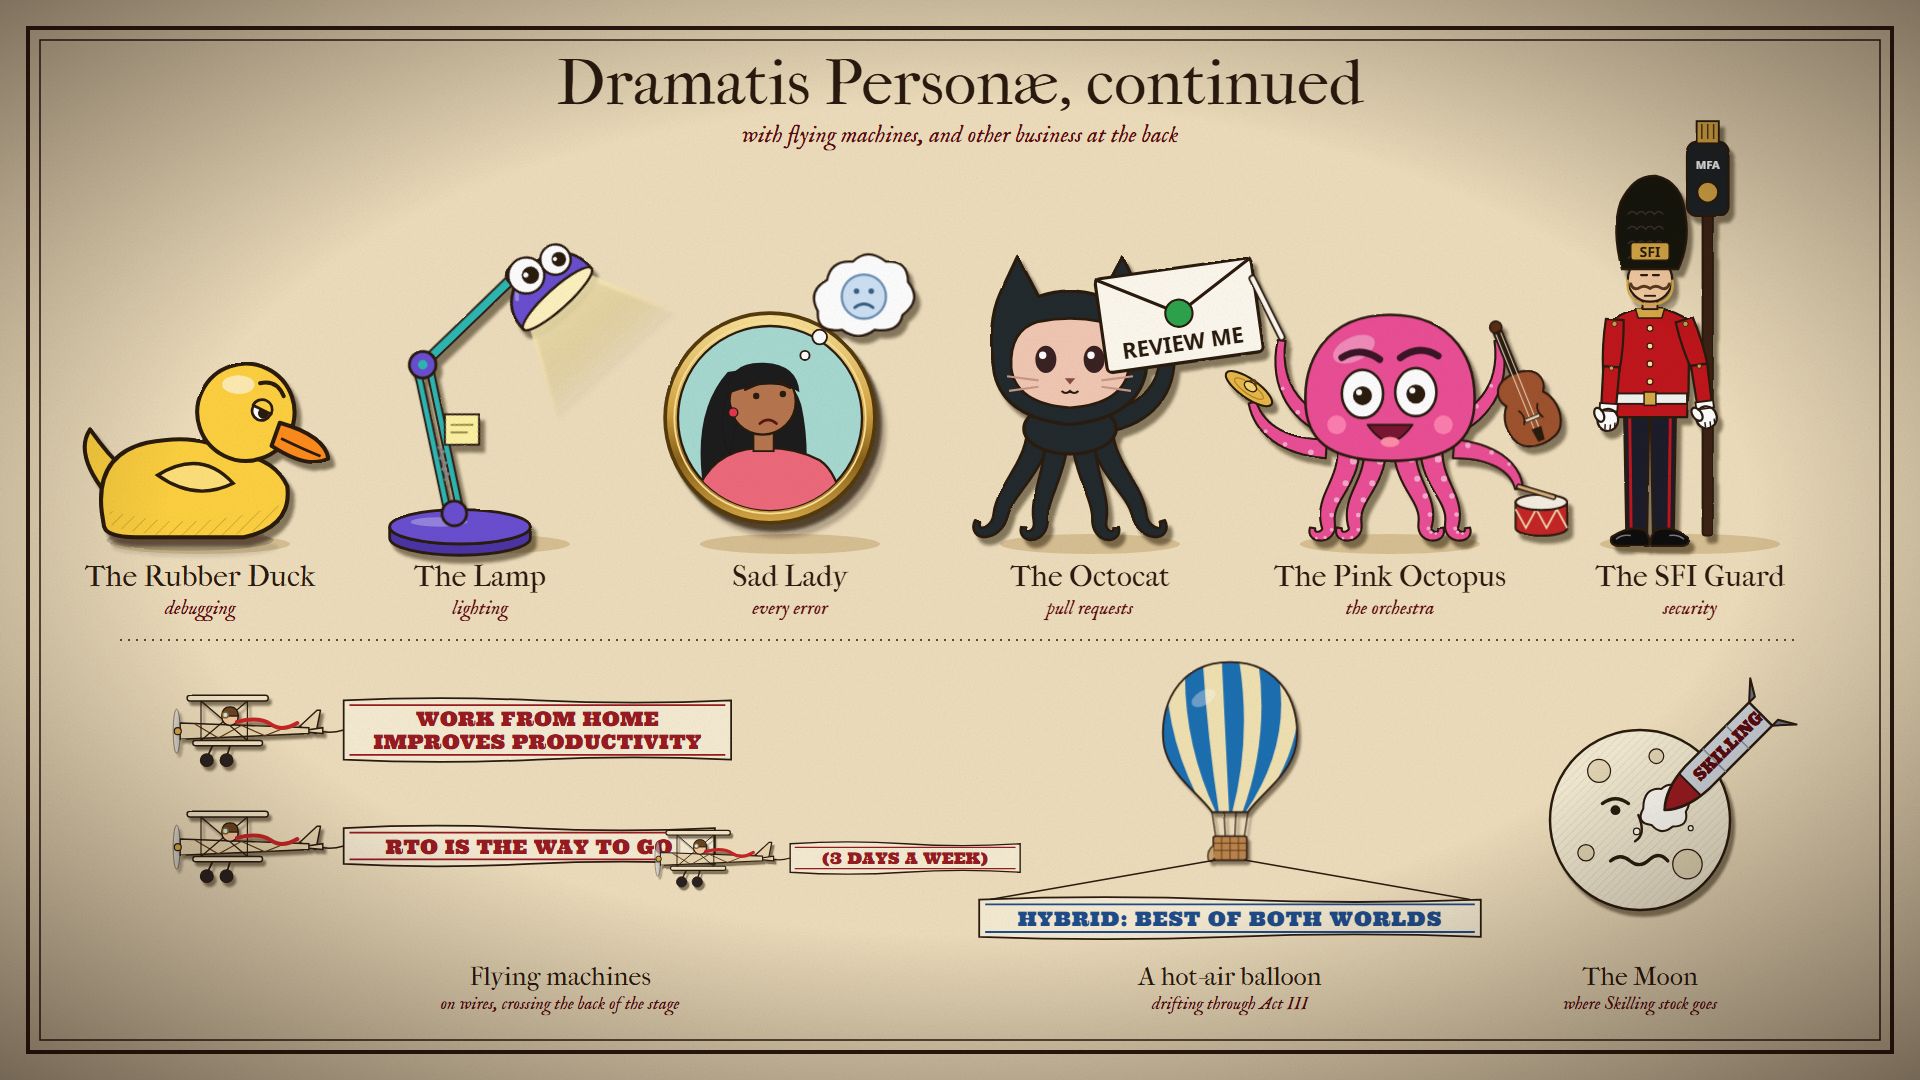 Dramatis Personæ, continued
with flying machines, and other business at the back
MFA
SFI
REVIEW ME
The Rubber Duck
debugging
The Lamp
lighting
Sad Lady
every error
The Octocat
pull requests
The Pink Octopus
the orchestra
The SFI Guard
security
WORK FROM HOME
IMPROVES PRODUCTIVITY
RTO IS THE WAY TO GO
(3 DAYS A WEEK)
HYBRID: BEST OF BOTH WORLDS
SKILLING
Flying machines
on wires, crossing the back of the stage
A hot-air balloon
drifting through Act III
The Moon
where Skilling stock goes